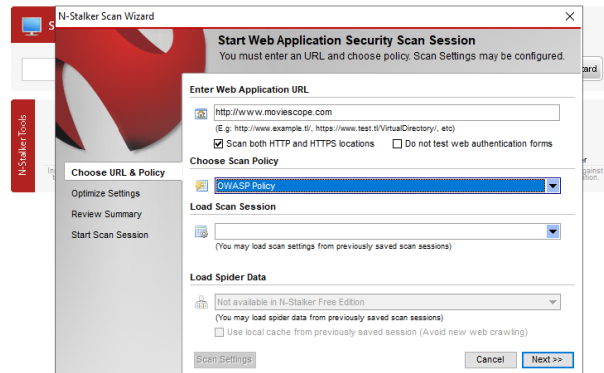 N-Stalker Scan Wizard
Start Web Application Security Scan Session
You must enter an URL and choose policy. Scan Settings may be configured.
Enter Web Application URL
http://www.moviescope.com
(E.g: http://www.example.tl/, https://www.test.tl/VirtualDirectory/, etc)
Scan both HTTP and HTTPS locations
Do not test web authentication forms
Choose URL & Policy
Optimize Settings
Review Summary
Start Scan Session
Choose Scan Policy
OWASP Policy
Load Scan Session
(You may load scan settings from previously saved scan sessions)
Load Spider Data
Not available in N-Stalker Free Edition
(You may load spider data from previously saved scan sessions)
Use local cache from previously saved session (Avoid new web crawling)
Scan Settings
Cancel
Next >>
N-Stalker Tools